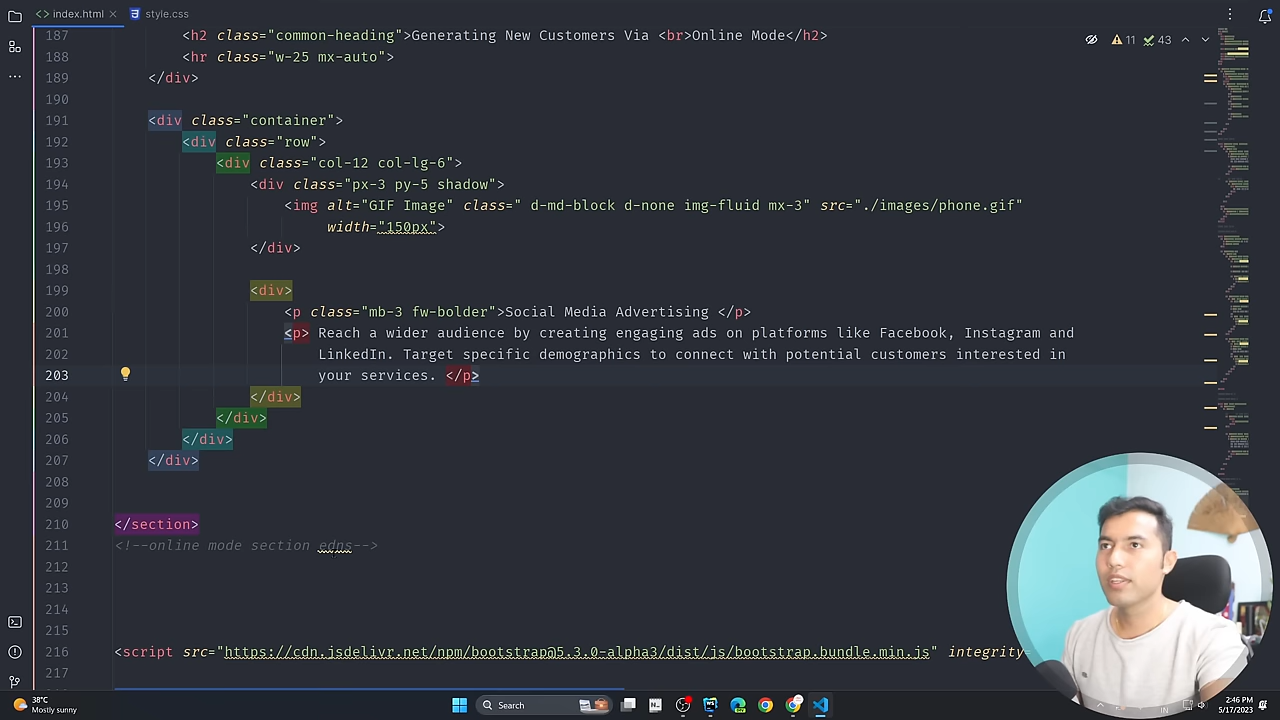 index.html
style.css
11
43
187
<h2 class="common-heading">Generating New Customers Via <br>Online Mode</h2>
188
<hr class="w-25 mx-auto">
189
</div>
190
191
<div class="container">
192
<div class="row">
193
<div class="col-12 col-lg-6">
194
<div class="px-3 py-5 shadow">
195
<img alt="GIF Image" class=" d-md-block d-none img-fluid mx-3" src="./images/phone.gif"
196
width="150px">
197
</div>
198
199
<div>
200
<p class="mb-3 fw-bolder">Social Media Advertising </p>
201
<p> Reach a wider audience by creating engaging ads on platforms like Facebook, Instagram and
202
LinkedIn. Target specific demographics to connect with potential customers interested in
203
your services. </p>
204
</div>
205
</div>
206
</div>
207
</div>
208
209
210
</section>
211
<!--online mode section edns-->
212
213
214
215
216
<script src="https://cdn.jsdelivr.net/npm/bootstrap@5.3.0-alpha3/dist/js/bootstrap.bundle.min.js" integrity=
217
38°C
Mostly sunny
Search
IN
2:46 PM
5/17/2023